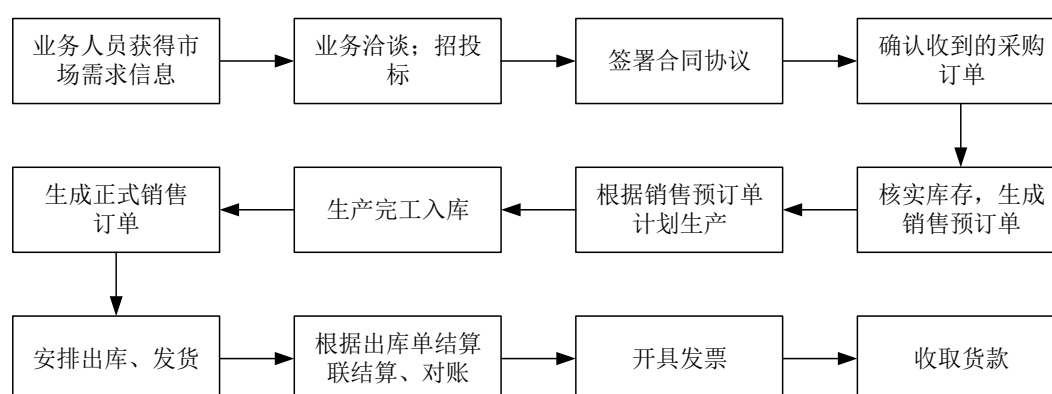 业务人员获得市
场需求信息
业务洽谈；招投
标
签署合同协议
确认收到的采购
订单
生成正式销售
订单
生产完工入库
根据销售预订单
计划生产
核实库存，生成
销售预订单
安排出库、发货
根据出库单结算
联结算、对账
开具发票
收取货款